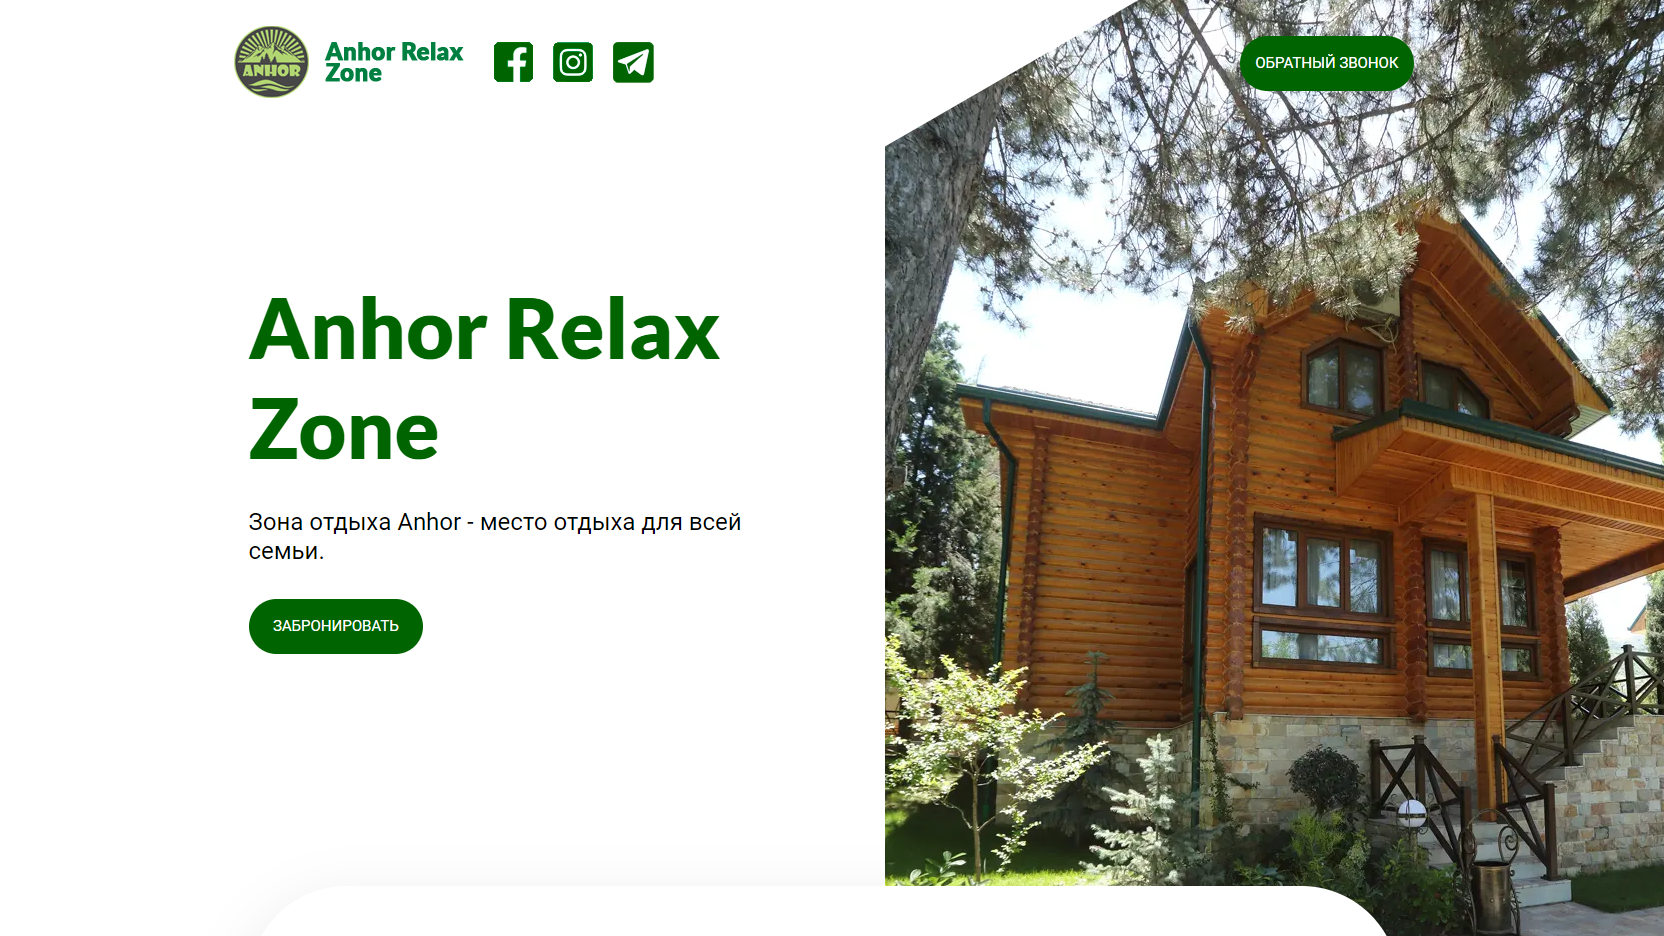 ANHOR
Anhor Relax
Zone
ОБРАТНЫЙ ЗВОНОК
Anhor Relax
Zone
Зона отдыха Anhor - место отдыха для всей
семьи.
ЗАБРОНИРОВАТЬ